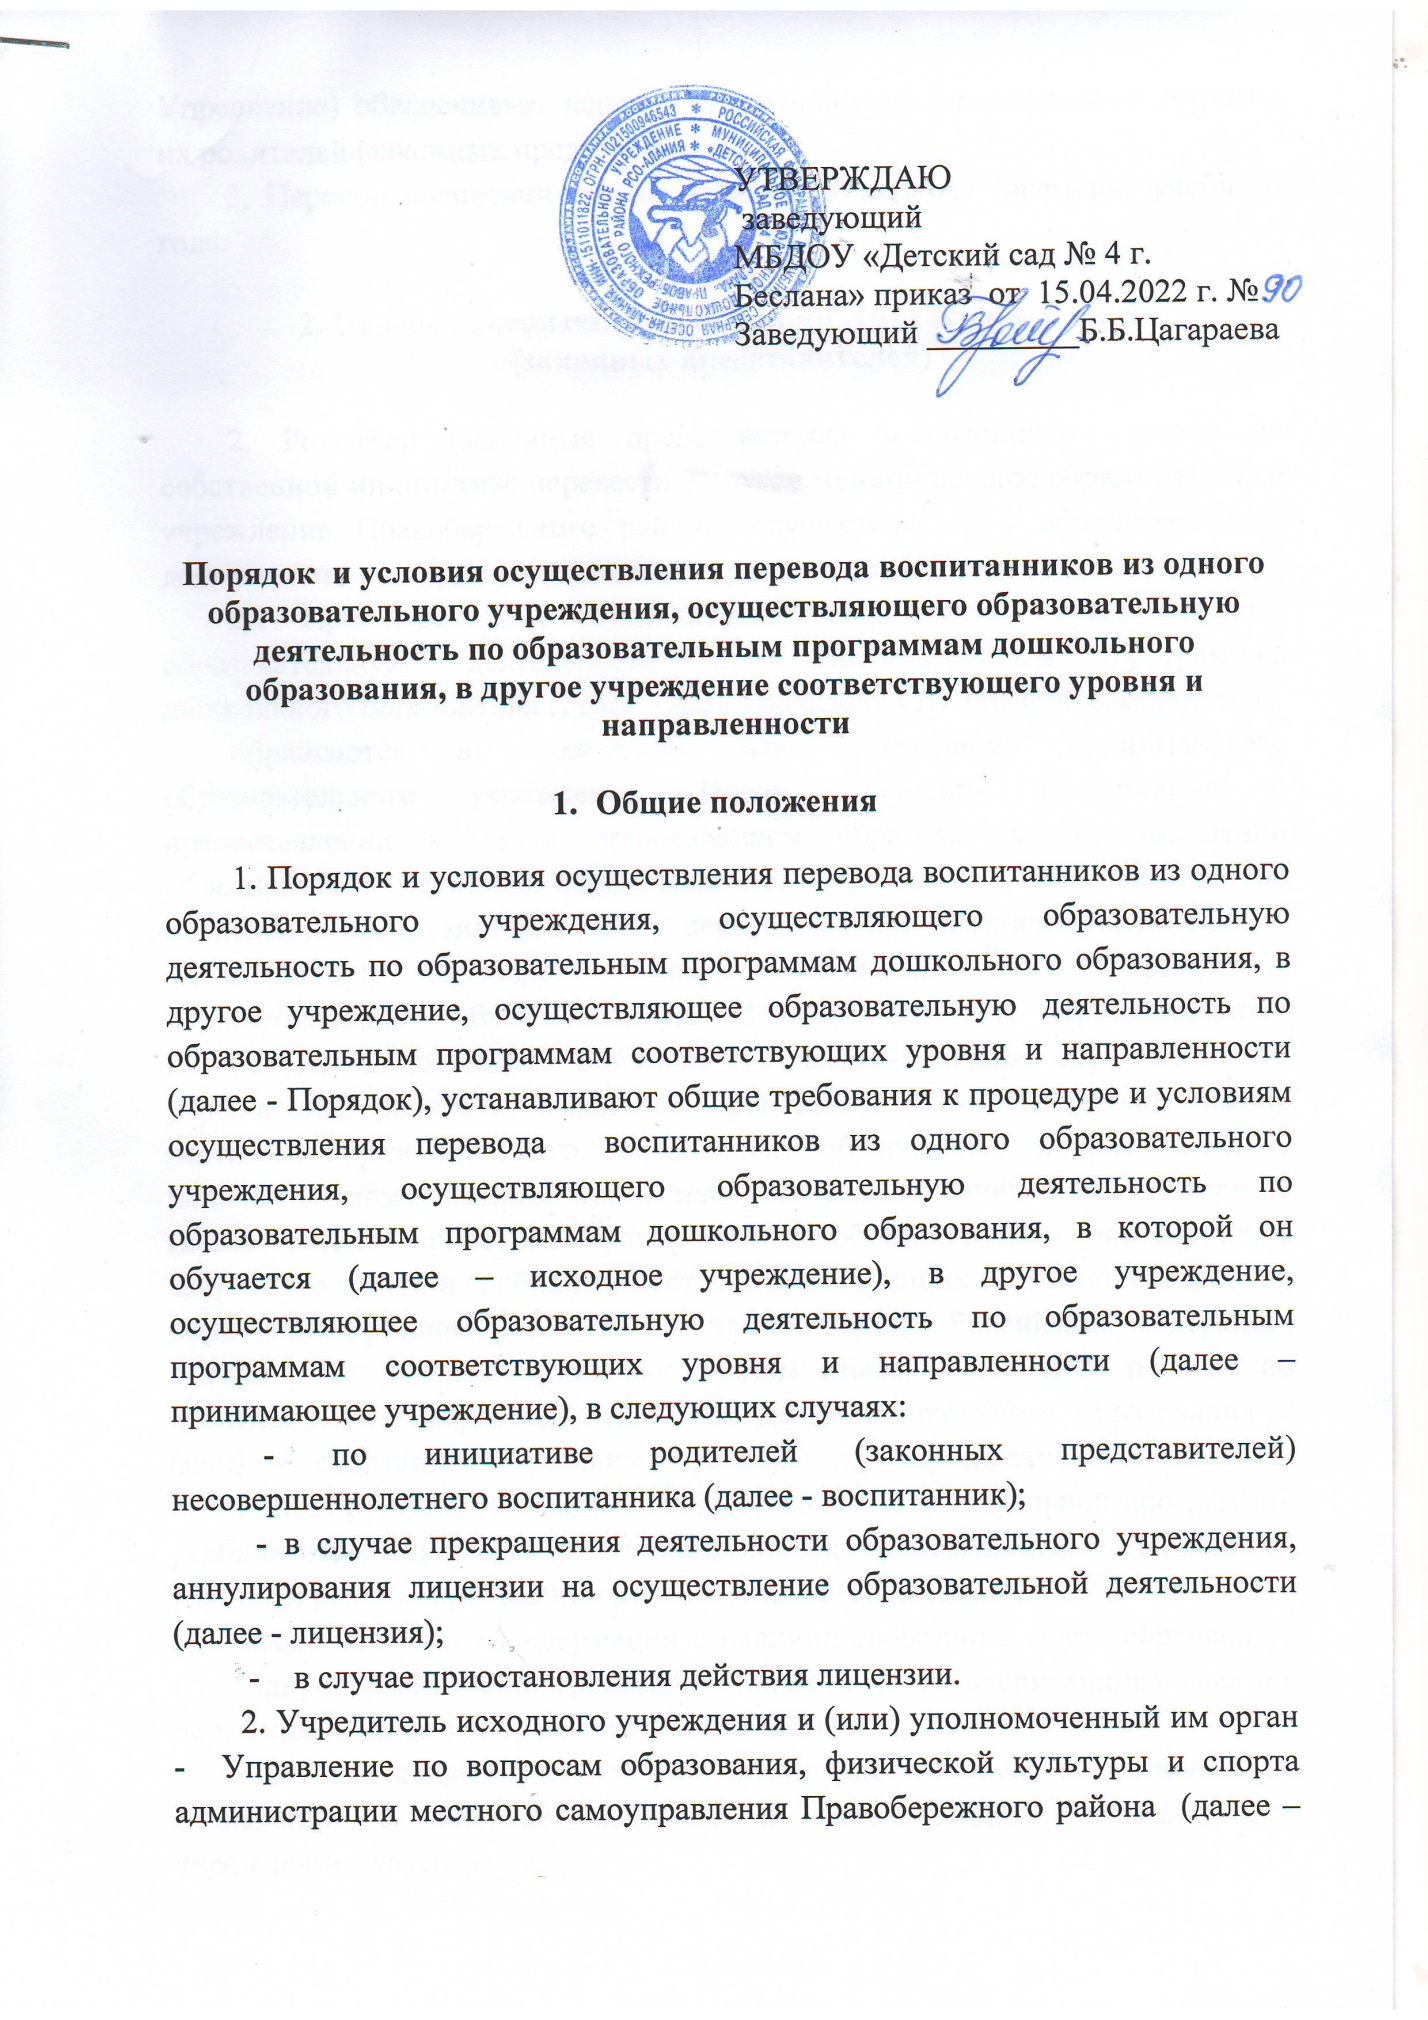 УТВЕРЖДАЮ
заведующий
МБДОУ «Детский сад № 4 г.
Беслана» приказ от 15.04.2022 г. №90
Заведующий __________Б.Б.Цагараева
Порядок и условия осуществления перевода воспитанников из одного
образовательного учреждения, осуществляющего образовательную
деятельность по образовательным программам дошкольного
образования, в другое учреждение соответствующего уровня и
направленности
1. Общие положения
1. Порядок и условия осуществления перевода воспитанников из одного
образовательного учреждения, осуществляющего образовательную
деятельность по образовательным программам дошкольного образования, в
другое учреждение, осуществляющее образовательную деятельность по
образовательным программам соответствующих уровня и направленности
(далее - Порядок), устанавливают общие требования к процедуре и условиям
осуществления перевода воспитанников из одного образовательного
учреждения, осуществляющего образовательную деятельность по
образовательным программам дошкольного образования, в которой он
обучается (далее – исходное учреждение), в другое учреждение,
осуществляющее образовательную деятельность по образовательным
программам соответствующих уровня и направленности (далее –
принимающее учреждение), в следующих случаях:
- по инициативе родителей (законных представителей)
несовершеннолетнего воспитанника (далее - воспитанник);
- в случае прекращения деятельности образовательного учреждения,
аннулирования лицензии на осуществление образовательной деятельности
(далее - лицензия);
- в случае приостановления действия лицензии.
2. Учредитель исходного учреждения и (или) уполномоченный им орган
- Управление по вопросам образования, физической культуры и спорта
администрации местного самоуправления Правобережного района (далее –